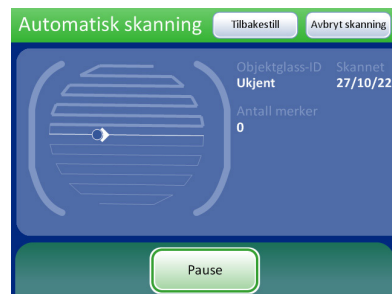 Automatisk skanning
Tilbakestill
Avbryt skanning
Objektglass-ID
Skannet
Ukjent
27/10/22
Antall merker
0
Pause